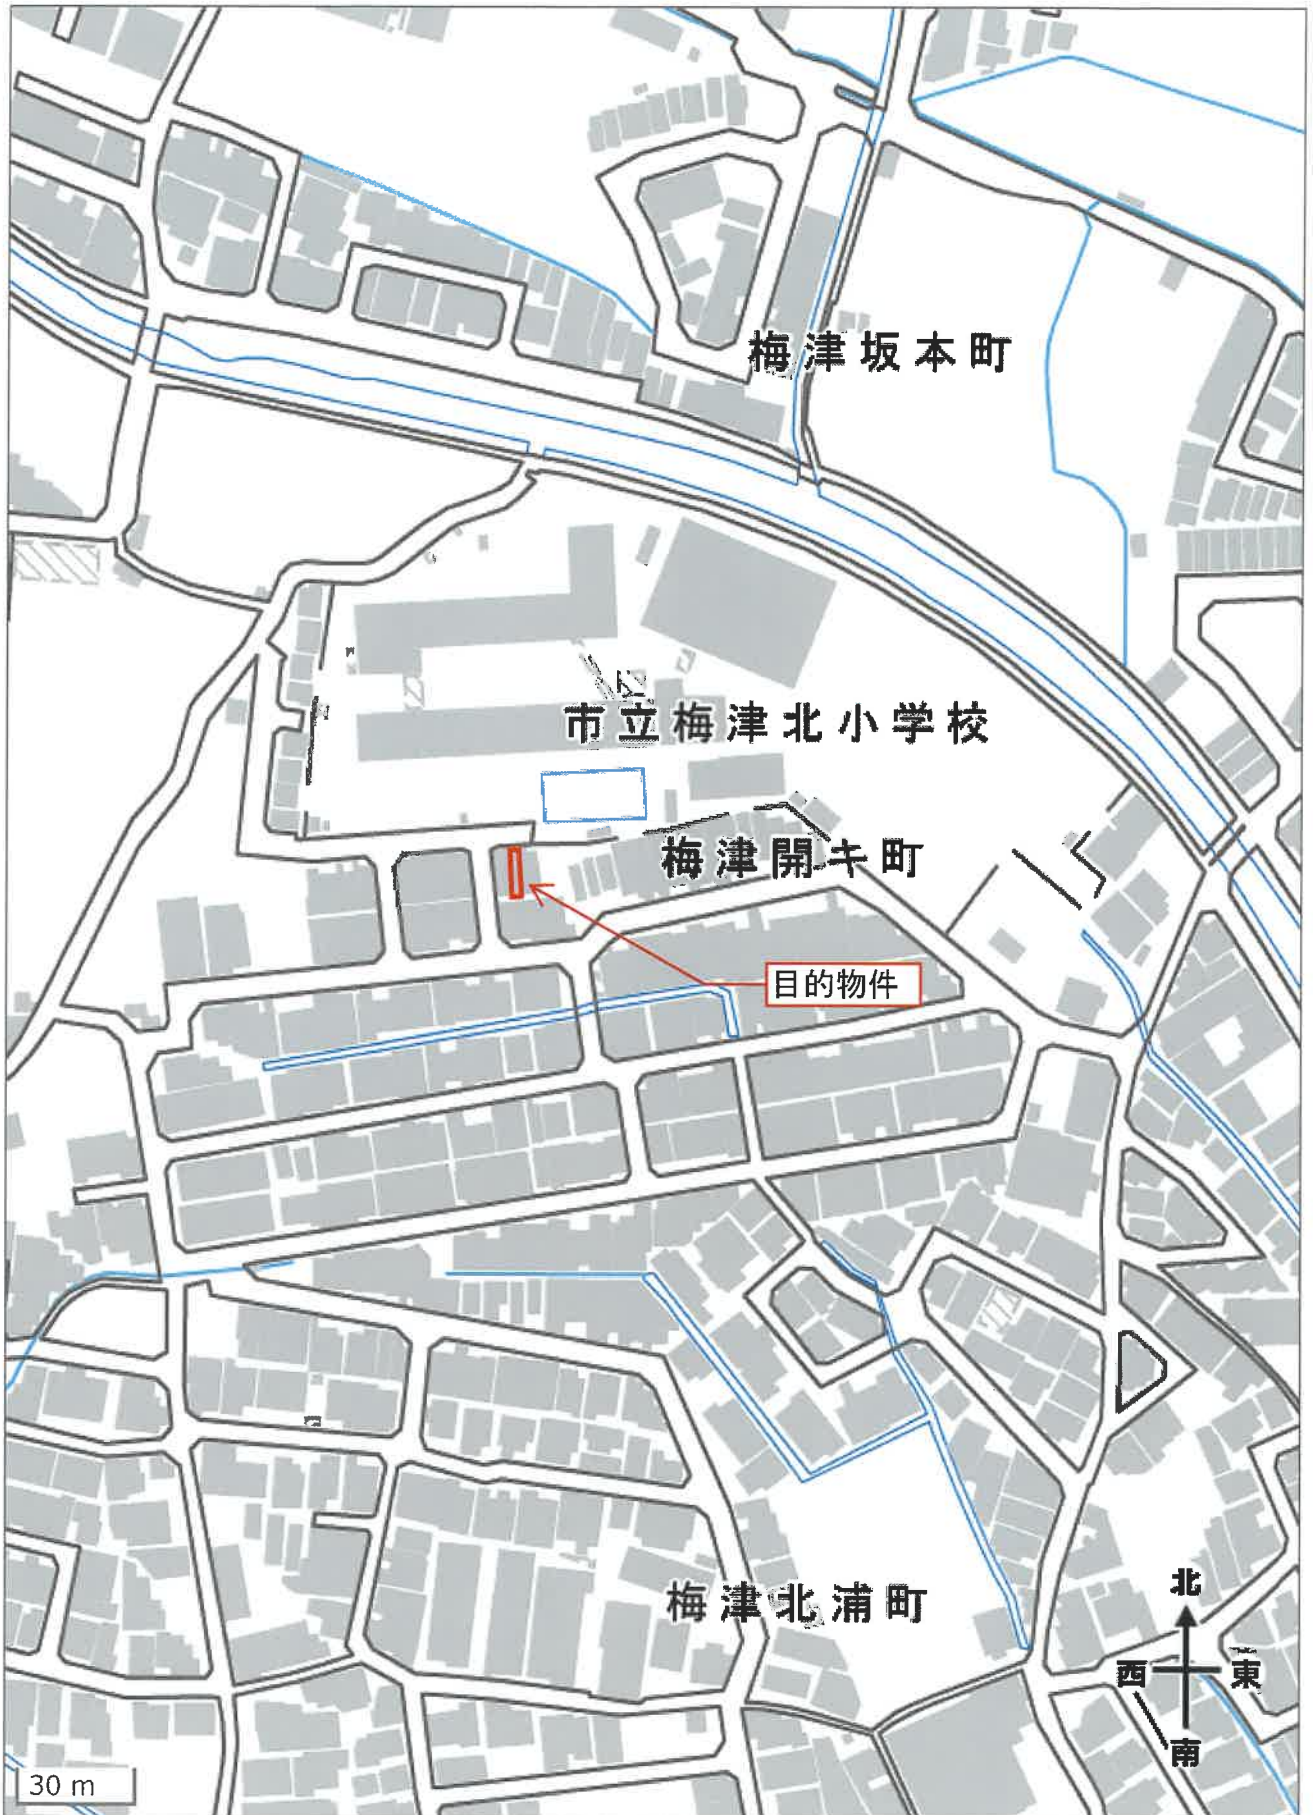 梅津坂本町
市立梅津北小学校
梅津開キ町
目的物件
梅津北浦町
北
西
東
南
30 m